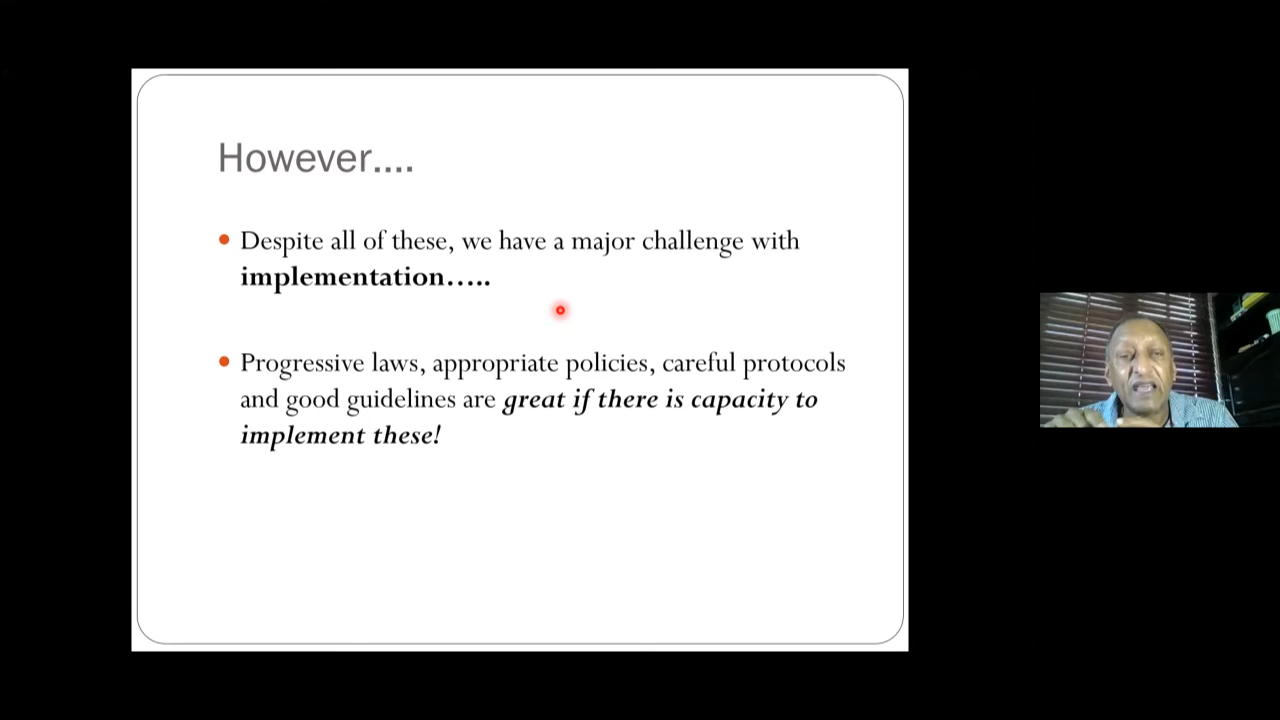 However....
Despite all of these, we have a major challenge with
implementation…..
Progressive laws, appropriate policies, careful protocols
and good guidelines are great if there is capacity to
implement these!